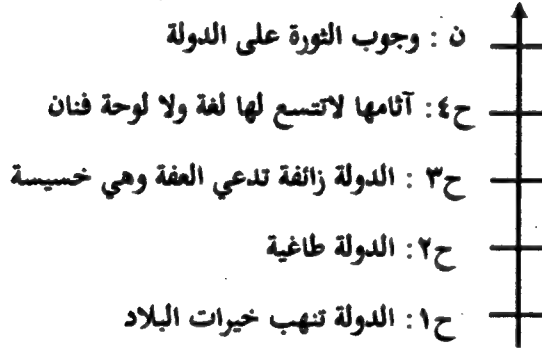 ن : وجوب الثورة على الدولة
ح٤: آثامها لاتتسع لها لغة ولا لوحة فنان
ح٣ : الدولة زائفة تدعي العفة وهي خسيسة
ح٢: الدولة طاغية
ح١: الدولة تنهب خيرات البلاد